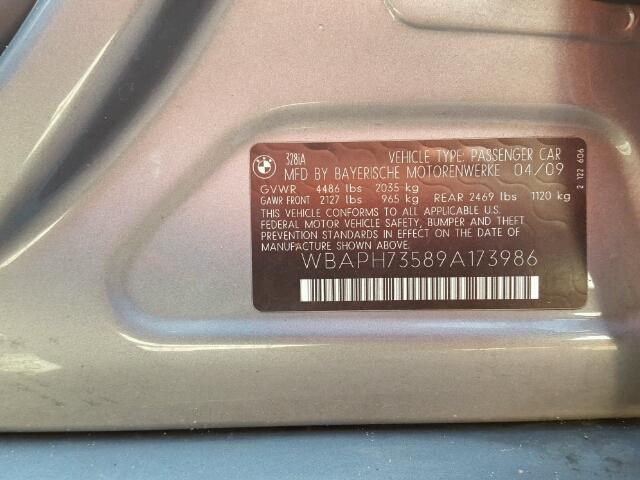 328iA VEHICLE TYPE: PASSENGER CAR
MFD BY BAYERISCHE MOTORENWERKE 04/09
GVWR 4486 lbs 2035 kg
GAWR FRONT 2127 lbs 965 kg REAR 2469 lbs 1120 kg
THIS VEHICLE CONFORMS TO ALL APPLICABLE U.S.
FEDERAL MOTOR VEHICLE SAFETY, BUMPER AND THEFT
PREVENTION STANDARDS IN EFFECT ON THE DATE OF
MANUFACTURE SHOWN ABOVE.
WBAPH73589A173986
2 122 606